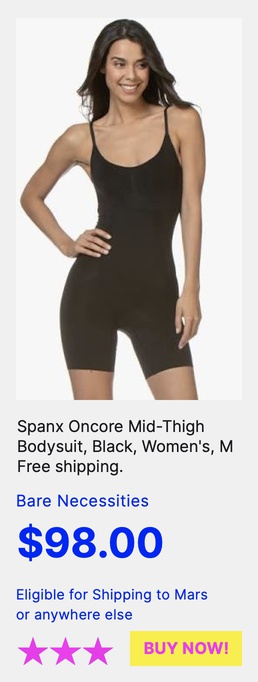 Spanx Oncore Mid-Thigh
Bodysuit, Black, Women's, M
Free shipping.
Bare Necessities
$98.00
Eligible for Shipping to Mars
or anywhere else
BUY NOW!